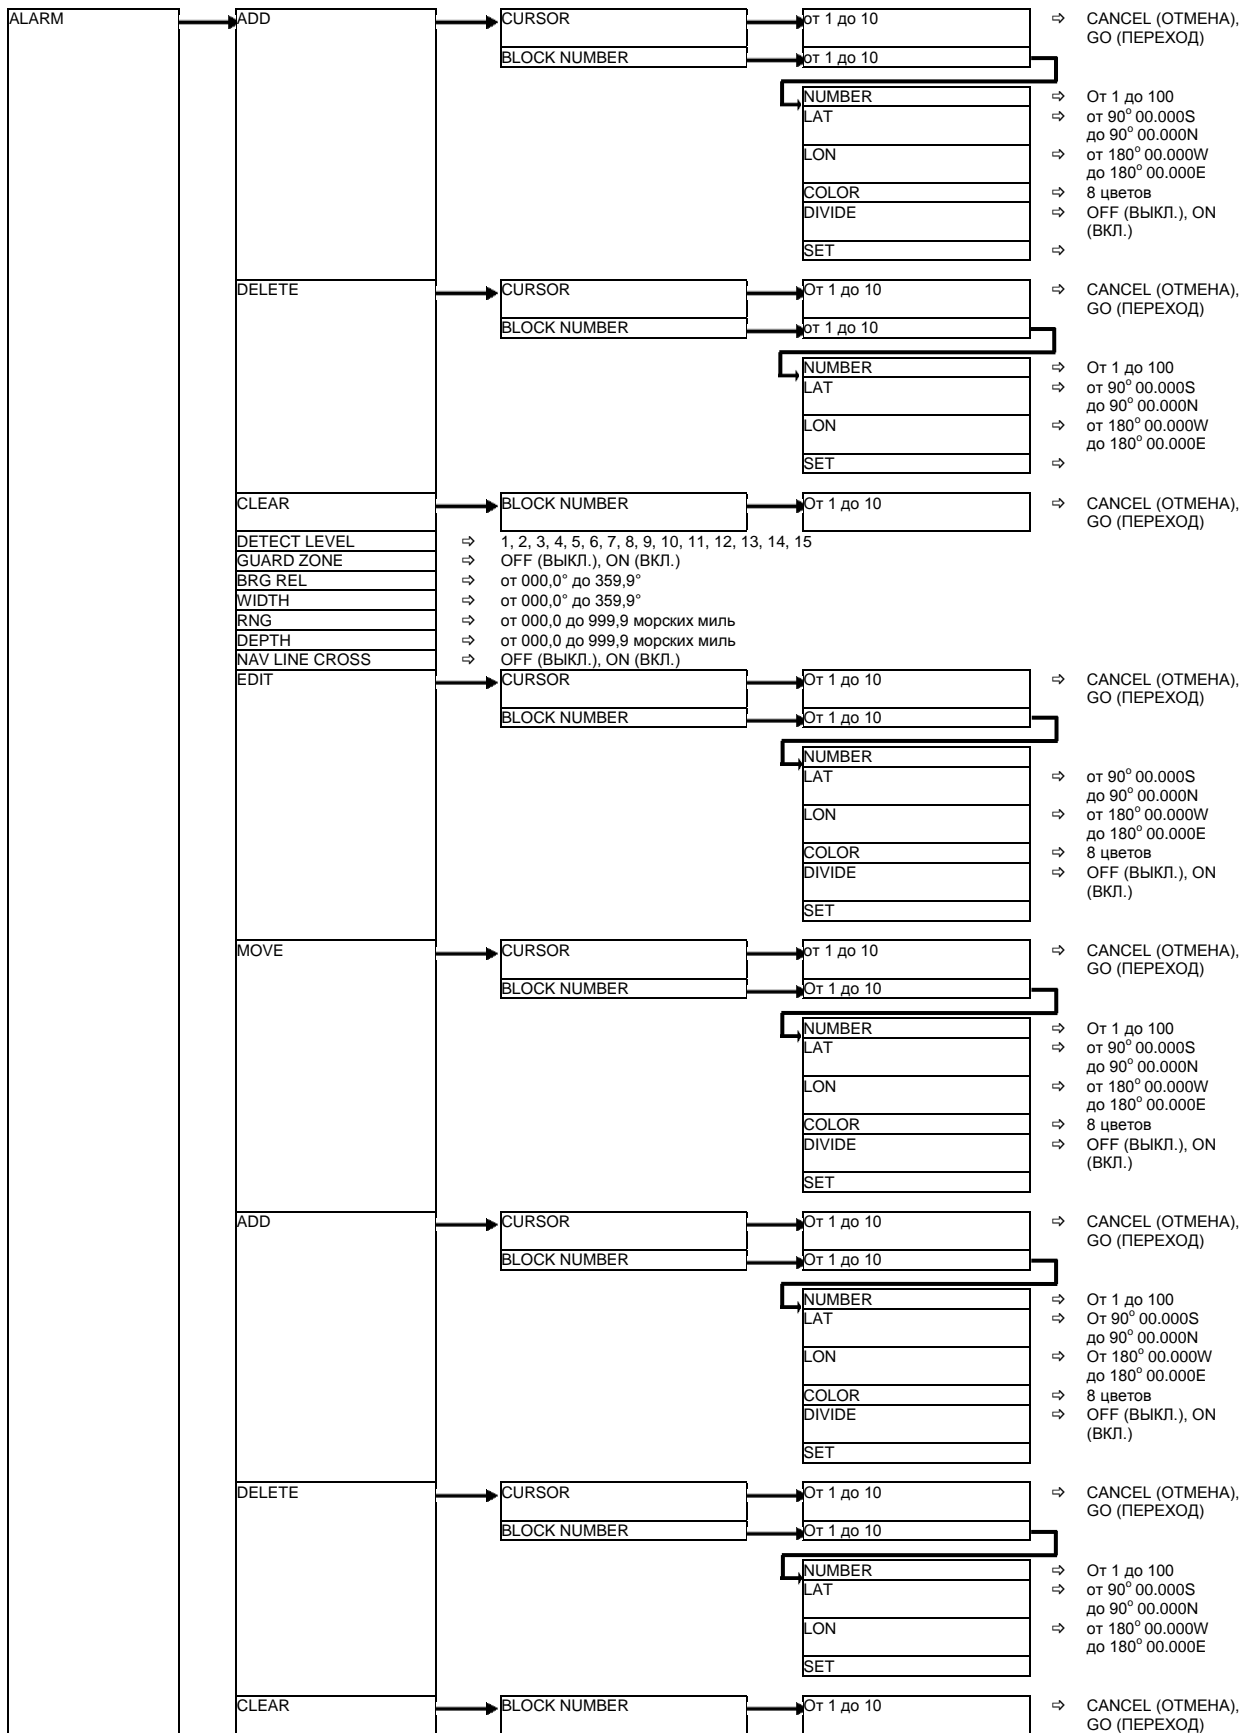 ALARM ADD CURSOR от 1 до 10 ⇨ CANCEL (ОТМЕНА),
GO (ПЕРЕХОД)
BLOCK NUMBER от 1 до 10
NUMBER ⇨ От 1 до 100
LAT ⇨ от 90° 00.000S
до 90° 00.000N
LON ⇨ от 180° 00.000W
до 180° 00.000E
COLOR ⇨ 8 цветов
DIVIDE ⇨ OFF (ВЫКЛ.), ON
(ВКЛ.)
SET ⇨
DELETE CURSOR От 1 до 10 ⇨ CANCEL (ОТМЕНА),
GO (ПЕРЕХОД)
BLOCK NUMBER от 1 до 10
NUMBER ⇨ От 1 до 100
LAT ⇨ от 90° 00.000S
до 90° 00.000N
LON ⇨ от 180° 00.000W
до 180° 00.000E
SET ⇨
CLEAR BLOCK NUMBER От 1 до 10 ⇨ CANCEL (ОТМЕНА),
GO (ПЕРЕХОД)
DETECT LEVEL ⇨ 1, 2, 3, 4, 5, 6, 7, 8, 9, 10, 11, 12, 13, 14, 15
GUARD ZONE ⇨ OFF (ВЫКЛ.), ON (ВКЛ.)
BRG REL ⇨ от 000,0° до 359,9°
WIDTH ⇨ от 000,0° до 359,9°
RNG ⇨ от 000,0 до 999,9 морских миль
DEPTH ⇨ от 000,0 до 999,9 морских миль
NAV LINE CROSS ⇨ OFF (ВЫКЛ.), ON (ВКЛ.)
EDIT CURSOR От 1 до 10 ⇨ CANCEL (ОТМЕНА),
GO (ПЕРЕХОД)
BLOCK NUMBER От 1 до 10
NUMBER
LAT ⇨ от 90° 00.000S
до 90° 00.000N
LON ⇨ от 180° 00.000W
до 180° 00.000E
COLOR ⇨ 8 цветов
DIVIDE ⇨ OFF (ВЫКЛ.), ON
(ВКЛ.)
SET
MOVE CURSOR от 1 до 10 ⇨ CANCEL (ОТМЕНА),
GO (ПЕРЕХОД)
BLOCK NUMBER От 1 до 10
NUMBER ⇨ От 1 до 100
LAT ⇨ от 90° 00.000S
до 90° 00.000N
LON ⇨ от 180° 00.000W
до 180° 00.000E
COLOR ⇨ 8 цветов
DIVIDE ⇨ OFF (ВЫКЛ.), ON
(ВКЛ.)
SET
ADD CURSOR От 1 до 10 ⇨ CANCEL (ОТМЕНА),
GO (ПЕРЕХОД)
BLOCK NUMBER От 1 до 10
NUMBER ⇨ От 1 до 100
LAT ⇨ От 90° 00.000S
до 90° 00.000N
LON ⇨ От 180° 00.000W
до 180° 00.000E
COLOR ⇨ 8 цветов
DIVIDE ⇨ OFF (ВЫКЛ.), ON
(ВКЛ.)
SET
DELETE CURSOR От 1 до 10 ⇨ CANCEL (ОТМЕНА),
GO (ПЕРЕХОД)
BLOCK NUMBER От 1 до 10
NUMBER ⇨ От 1 до 100
LAT ⇨ от 90° 00.000S
до 90° 00.000N
LON ⇨ от 180° 00.000W
до 180° 00.000E
SET
CLEAR BLOCK NUMBER От 1 до 10 ⇨ CANCEL (ОТМЕНА),
GO (ПЕРЕХОД)